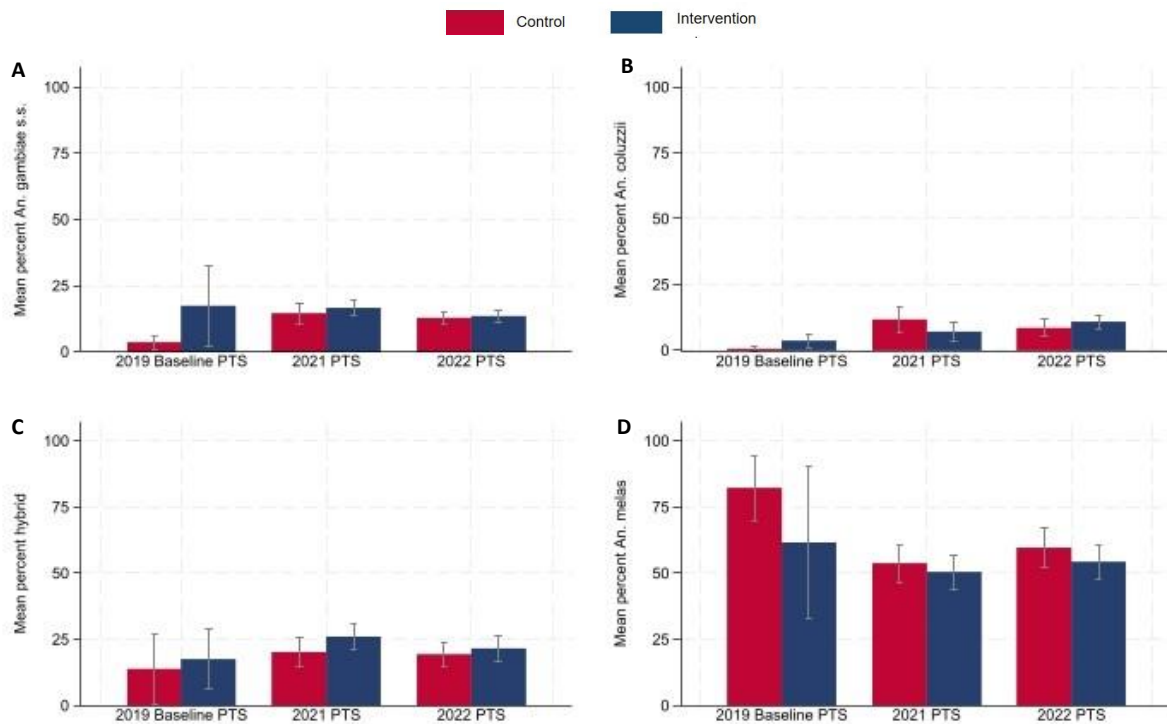 Control Intervention
A
Mean percent An. gambiae s.s.
100
75
50
25
0
2019 Baseline PTS 2021 PTS 2022 PTS
B
Mean percent An. coluzzii
100
75
50
25
0
2019 Baseline PTS 2021 PTS 2022 PTS
C
Mean percent hybrid
100
75
50
25
0
2019 Baseline PTS 2021 PTS 2022 PTS
D
Mean percent An. melas
100
75
50
25
0
2019 Baseline PTS 2021 PTS 2022 PTS